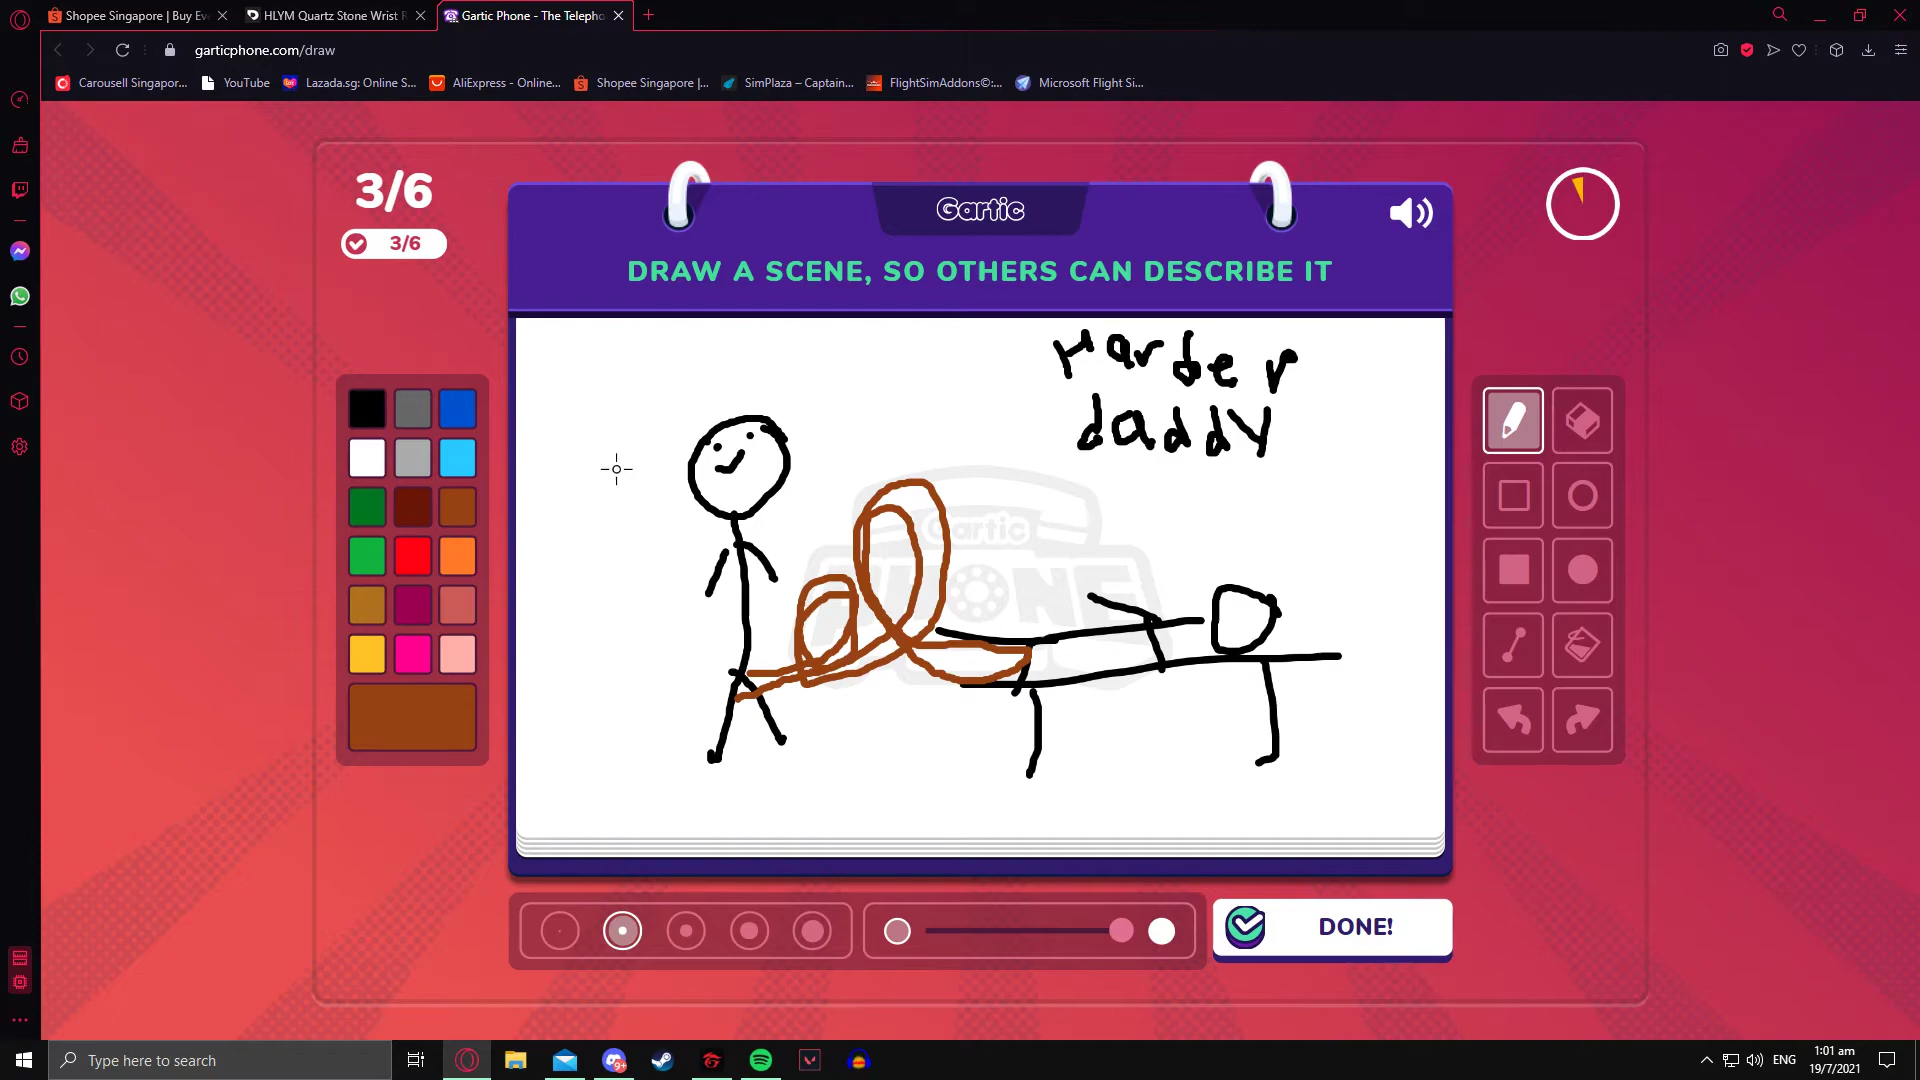 Shopee Singapore | Buy Ev
HLYM Quartz Stone Wrist R
Gartic Phone - The Telepho
garticphone.com/draw
Carousell Singapor...
YouTube
Lazada.sg: Online S...
AliExpress - Online...
Shopee Singapore |...
SimPlaza – Captain...
FlightSimAddons©:...
Microsoft Flight Si...
3/6
3/6
Gartic
DRAW A SCENE, SO OTHERS CAN DESCRIBE IT
Harder
daddy
Gartic
PHONE
DONE!
Type here to search
9+
ENG
1:01 am
19/7/2021